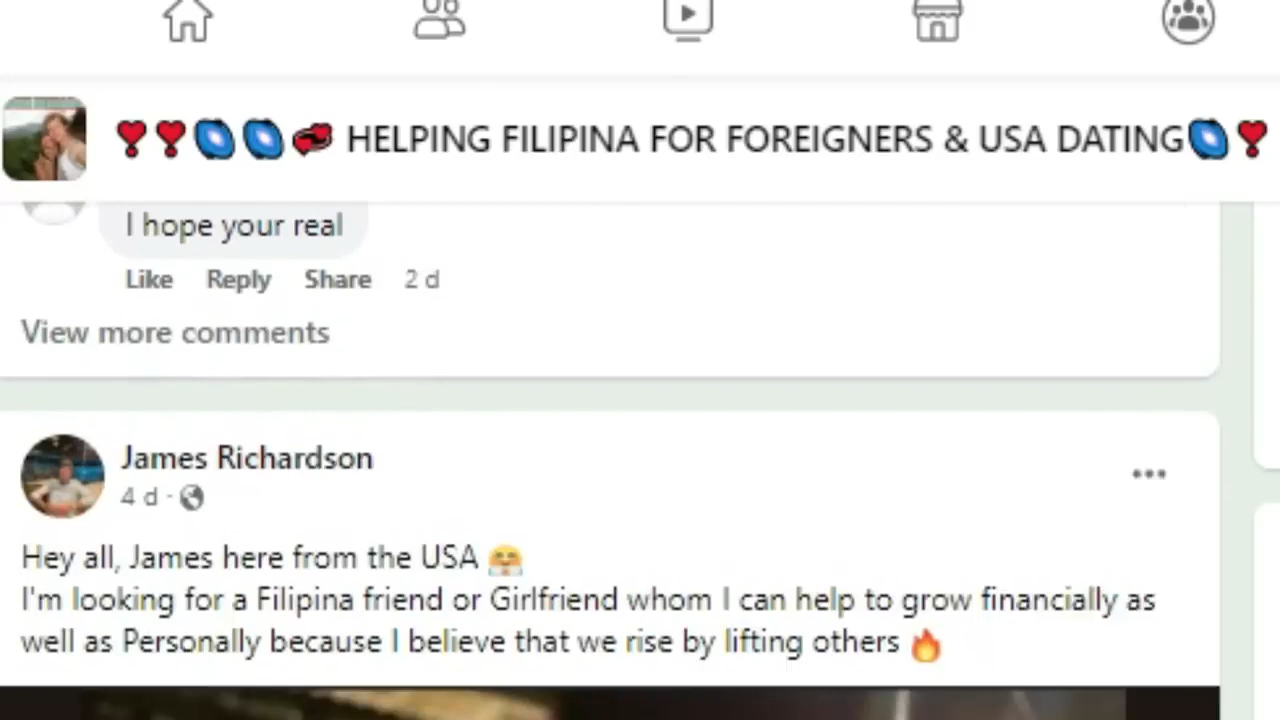 HELPING FILIPINA FOR FOREIGNERS & USA DATING
I hope your real
Like Reply Share 2 d
View more comments
James Richardson
4 d ·
Hey all, James here from the USA 🤗
I'm looking for a Filipina friend or Girlfriend whom I can help to grow financially as
well as Personally because I believe that we rise by lifting others 🔥